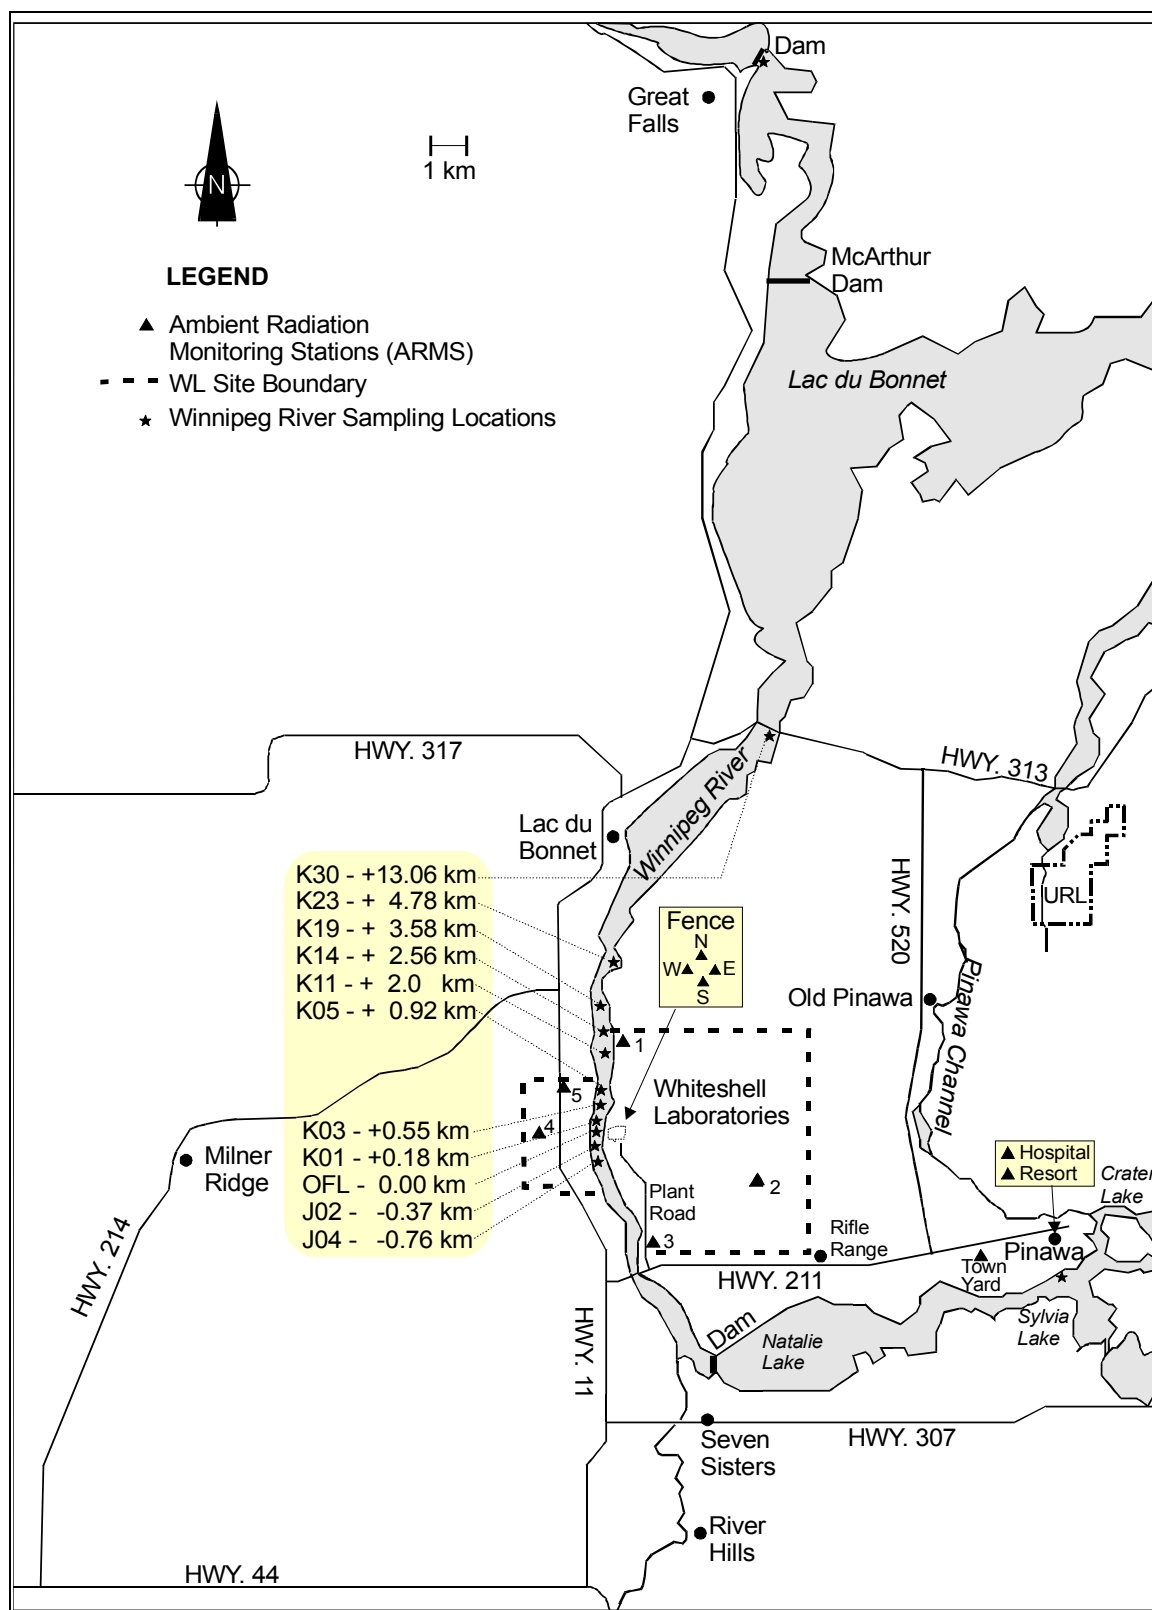 Dam
Great
Falls
N
1 km
McArthur
Dam
LEGEND
Ambient Radiation
Monitoring Stations (ARMS)
WL Site Boundary
Winnipeg River Sampling Locations
Lac du Bonnet
HWY. 317
Winnipeg River
HWY. 313
Lac du
Bonnet
K30 - +13.06 km
K23 - + 4.78 km
K19 - + 3.58 km
K14 - + 2.56 km
K11 - + 2.0 km
K05 - + 0.92 km
K03 - +0.55 km
K01 - +0.18 km
OFL - 0.00 km
J02 - -0.37 km
J04 - -0.76 km
Fence
N
W E
S
HWY. 520
URL
Old Pinawa
Pinawa Channel
1
Whiteshell
Laboratories
5
4
2
3
Milner
Ridge
Plant
Road
Rifle
Range
Hospital
Resort
Crater
Lake
Pinawa
Town
Yard
HWY. 211
HWY. 214
HWY. 11
Dam
Natalie
Lake
Sylvia
Lake
Seven
Sisters
HWY. 307
River
Hills
HWY. 44